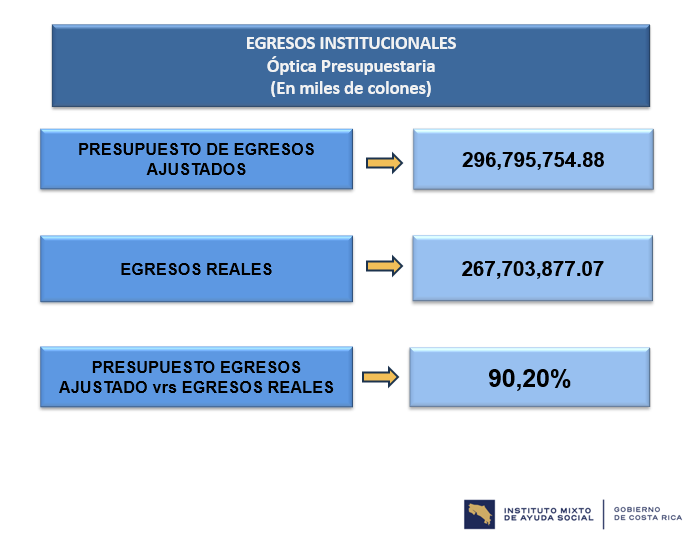 EGRESOS INSTITUCIONALES
Óptica Presupuestaria
(En miles de colones)
PRESUPUESTO DE EGRESOS
AJUSTADOS
296,795,754.88
EGRESOS REALES
267,703,877.07
PRESUPUESTO EGRESOS
AJUSTADO vrs EGRESOS REALES
90,20%
INSTITUTO MIXTO
DE AYUDA SOCIAL
GOBIERNO
DE COSTA RICA